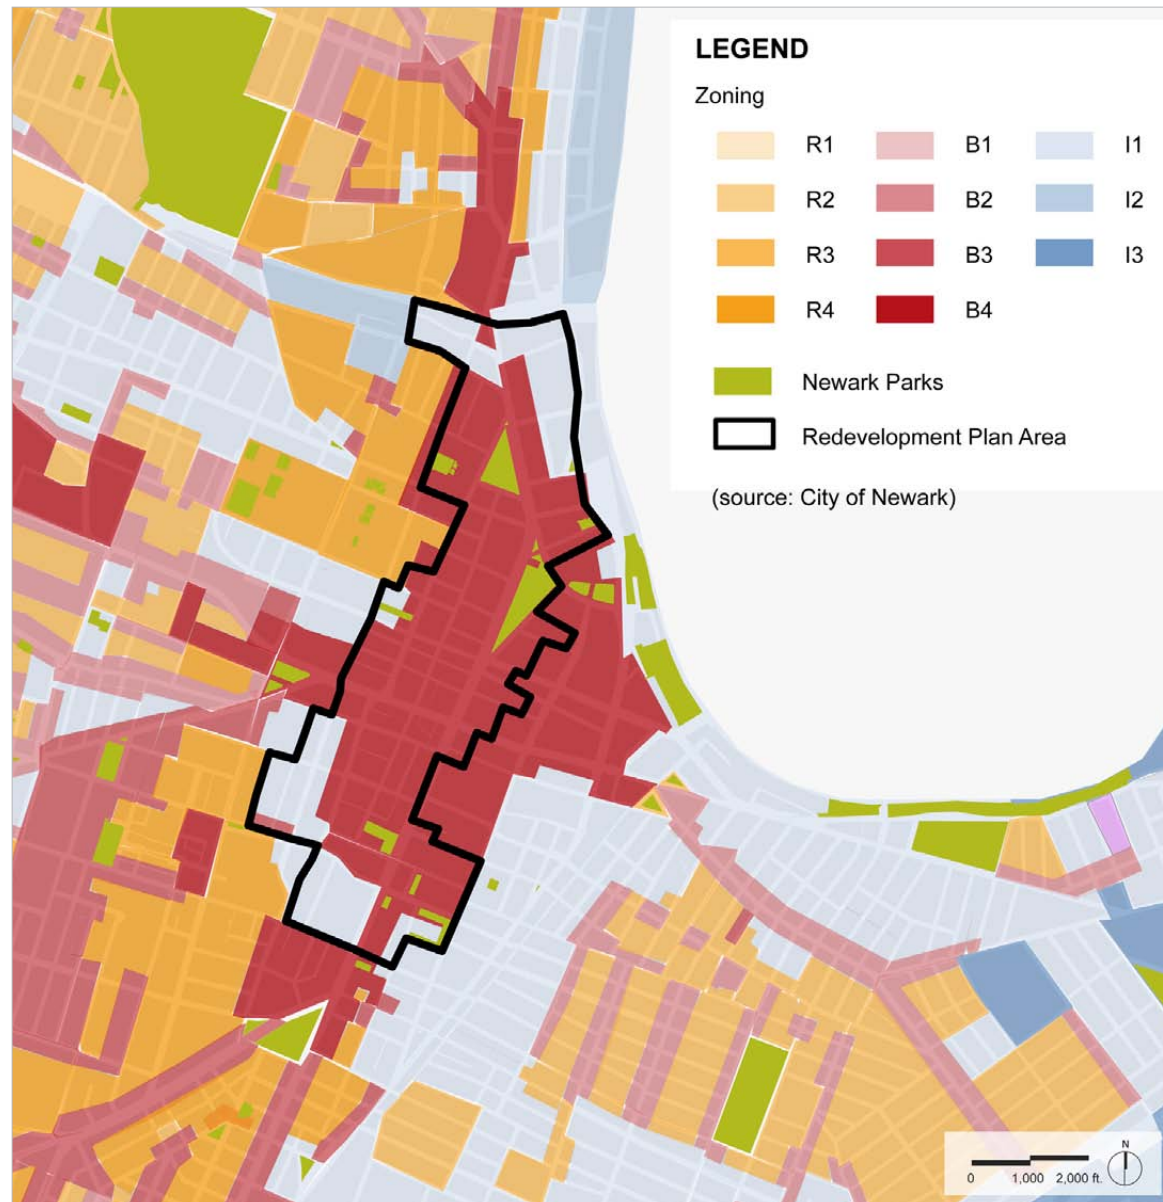 LEGEND
Zoning
R1 B1 I1
R2 B2 I2
R3 B3 I3
R4 B4
Newark Parks
Redevelopment Plan Area
(source: City of Newark)
N
0 1,000 2,000 ft.